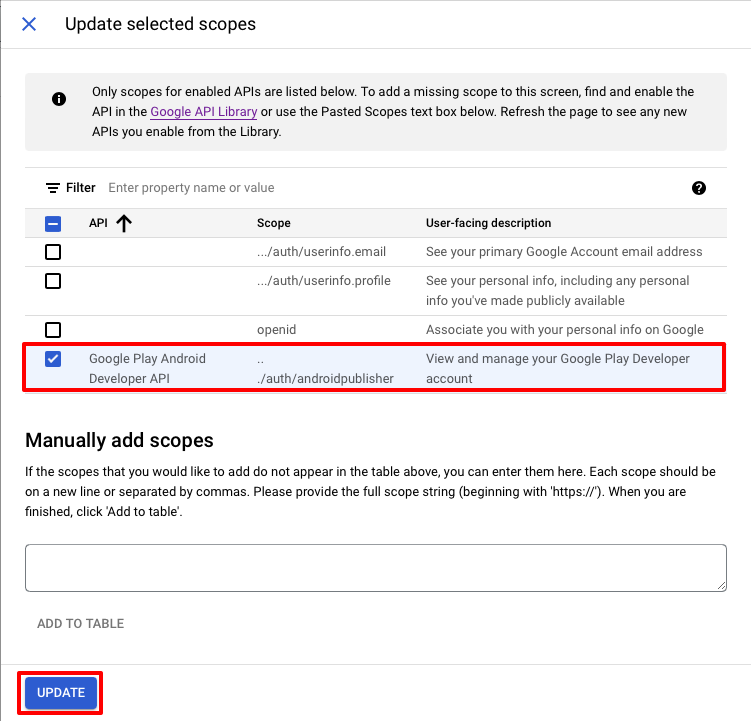 Update selected scopes
Only scopes for enabled APIs are listed below. To add a missing scope to this screen, find and enable the
API in the Google API Library or use the Pasted Scopes text box below. Refresh the page to see any new
APIs you enable from the Library.
Filter Enter property name or value
API Scope User-facing description
.../auth/userinfo.email See your primary Google Account email address
.../auth/userinfo.profile See your personal info, including any personal
info you've made publicly available
openid Associate you with your personal info on Google
Google Play Android .. View and manage your Google Play Developer
Developer API ./auth/androidpublisher account
Manually add scopes
If the scopes that you would like to add do not appear in the table above, you can enter them here. Each scope should be
on a new line or separated by commas. Please provide the full scope string (beginning with 'https://'). When you are
finished, click 'Add to table'.
ADD TO TABLE
UPDATE